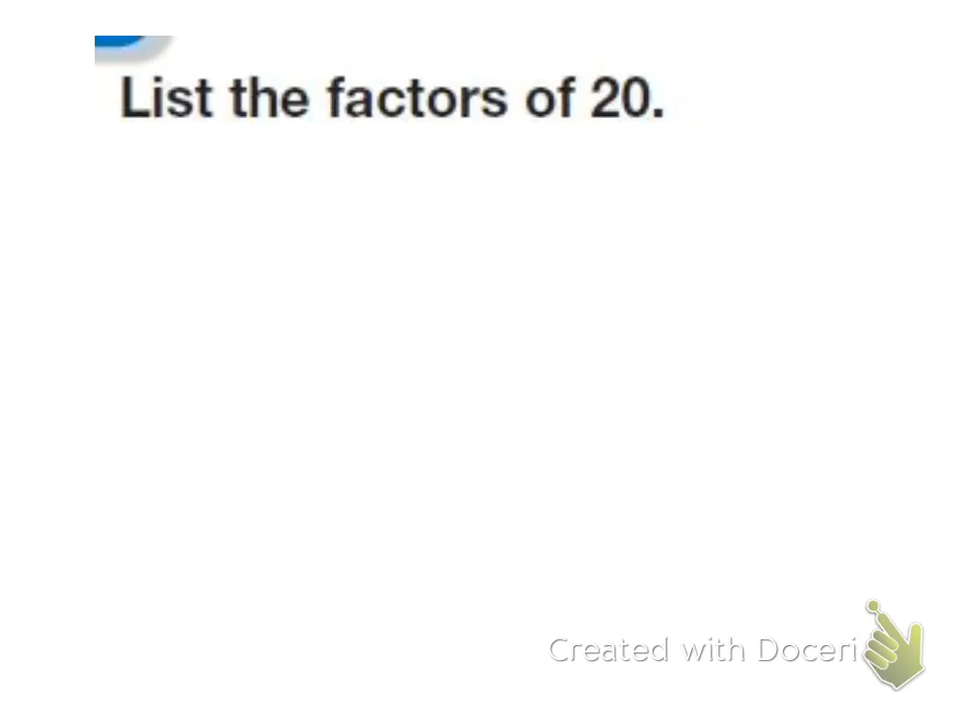 List the factors of 20.
Created with Doceri